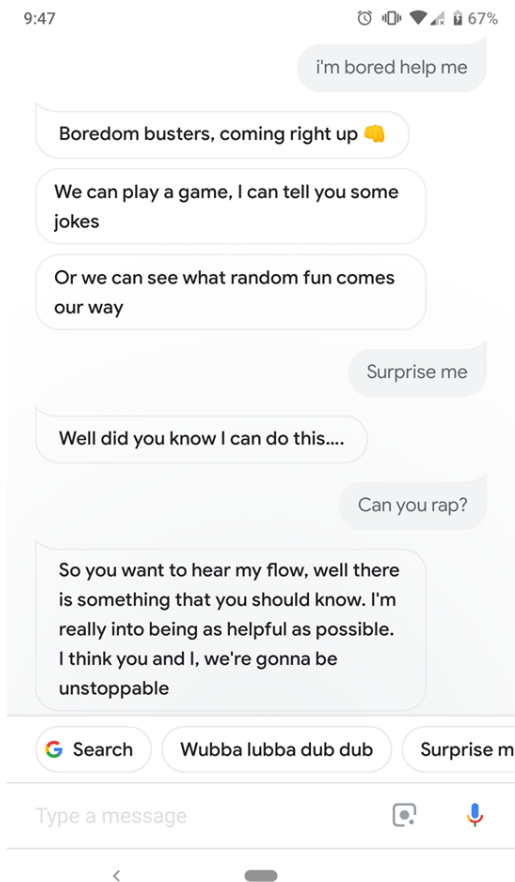 9:47
67%
i'm bored help me
Boredom busters, coming right up 👊
We can play a game, I can tell you some
jokes
Or we can see what random fun comes
our way
Surprise me
Well did you know I can do this....
Can you rap?
So you want to hear my flow, well there
is something that you should know. I'm
really into being as helpful as possible.
I think you and I, we're gonna be
unstoppable
Search
Wubba lubba dub dub
Surprise m
Type a message